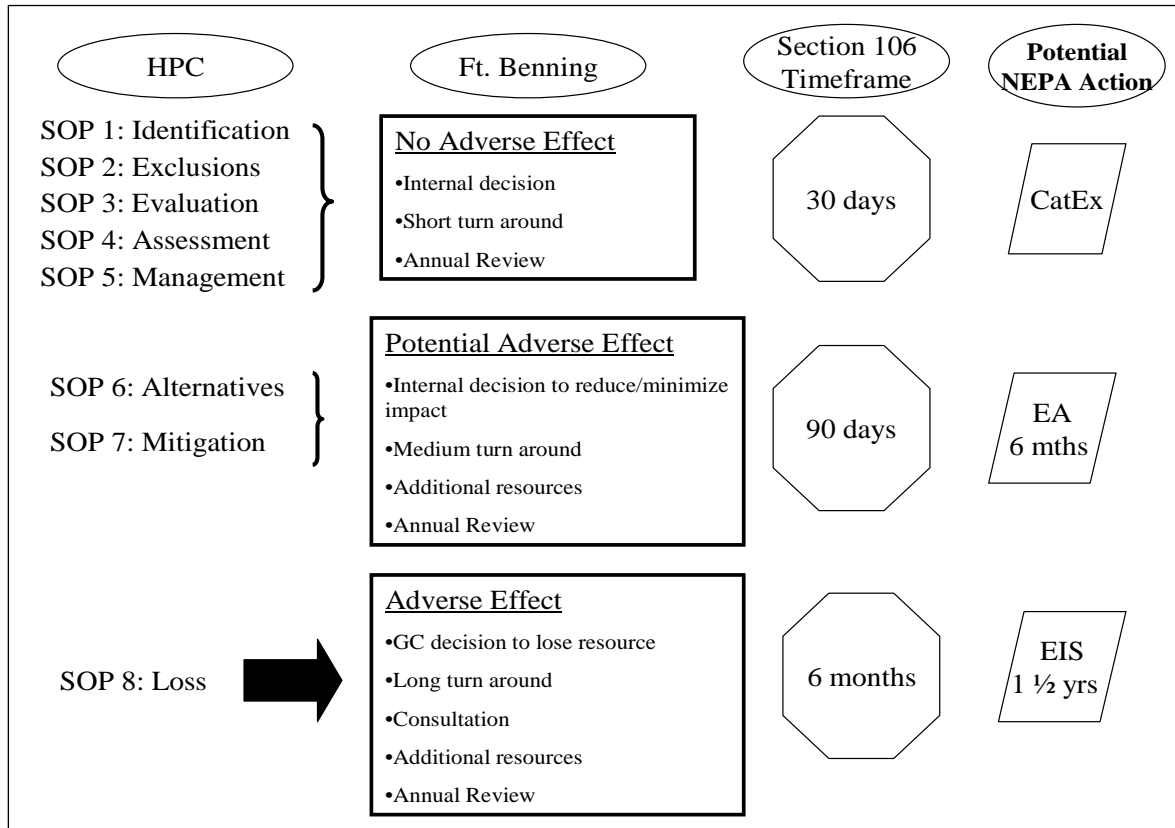 HPC
Ft. Benning
Section 106
Timeframe
Potential
NEPA Action
SOP 1: Identification
SOP 2: Exclusions
SOP 3: Evaluation
SOP 4: Assessment
SOP 5: Management
No Adverse Effect
•Internal decision
•Short turn around
•Annual Review
30 days
CatEx
SOP 6: Alternatives
SOP 7: Mitigation
Potential Adverse Effect
•Internal decision to reduce/minimize
impact
•Medium turn around
•Additional resources
•Annual Review
90 days
EA
6 mths
SOP 8: Loss
Adverse Effect
•GC decision to lose resource
•Long turn around
•Consultation
•Additional resources
•Annual Review
6 months
EIS
1 ½ yrs